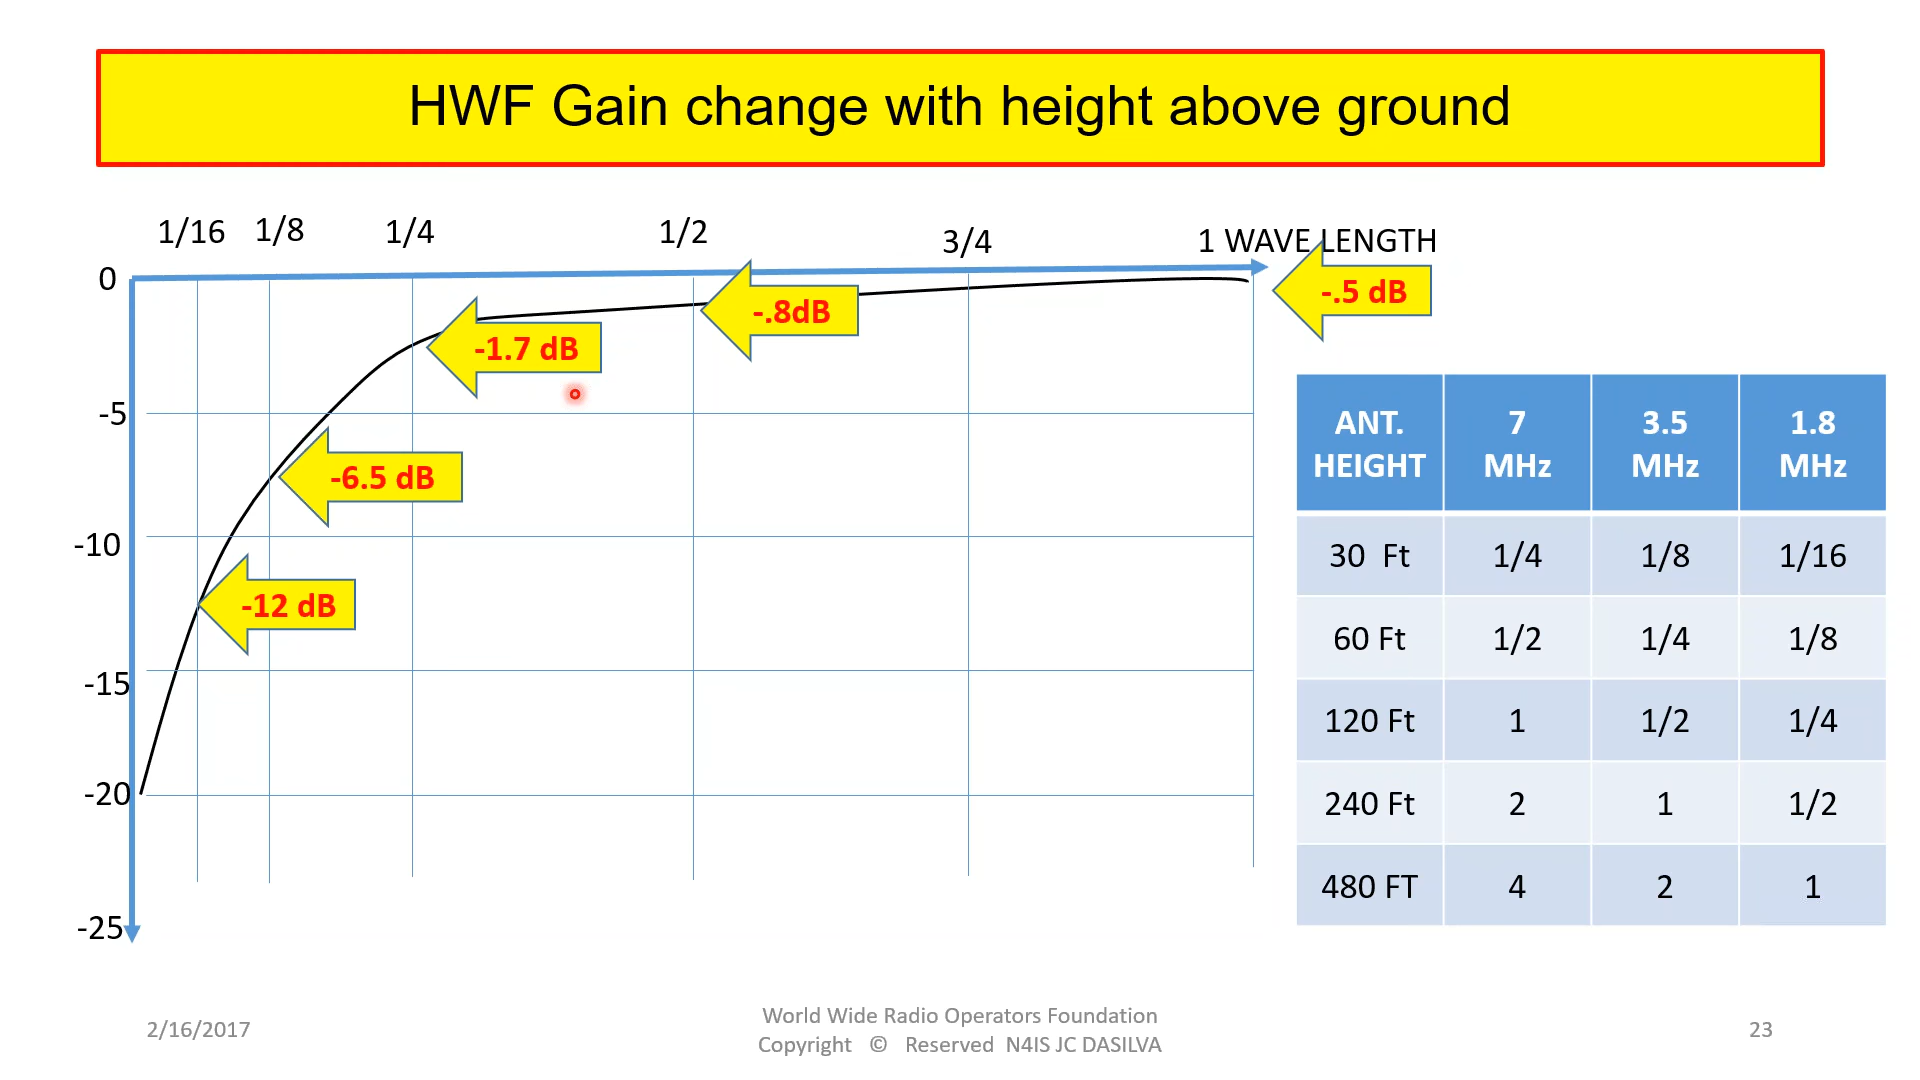 HWF Gain change with height above ground
1/16 1/8 1/4 1/2 3/4 1 WAVE LENGTH
0
-5
-10
-15
-20
-25
-.5 dB
-.8dB
-1.7 dB
-6.5 dB
-12 dB
ANT. HEIGHT 7 MHz 3.5 MHz 1.8 MHz
30 Ft 1/4 1/8 1/16
60 Ft 1/2 1/4 1/8
120 Ft 1 1/2 1/4
240 Ft 2 1 1/2
480 FT 4 2 1
2/16/2017
World Wide Radio Operators Foundation
Copyright © Reserved N4IS JC DASILVA
23